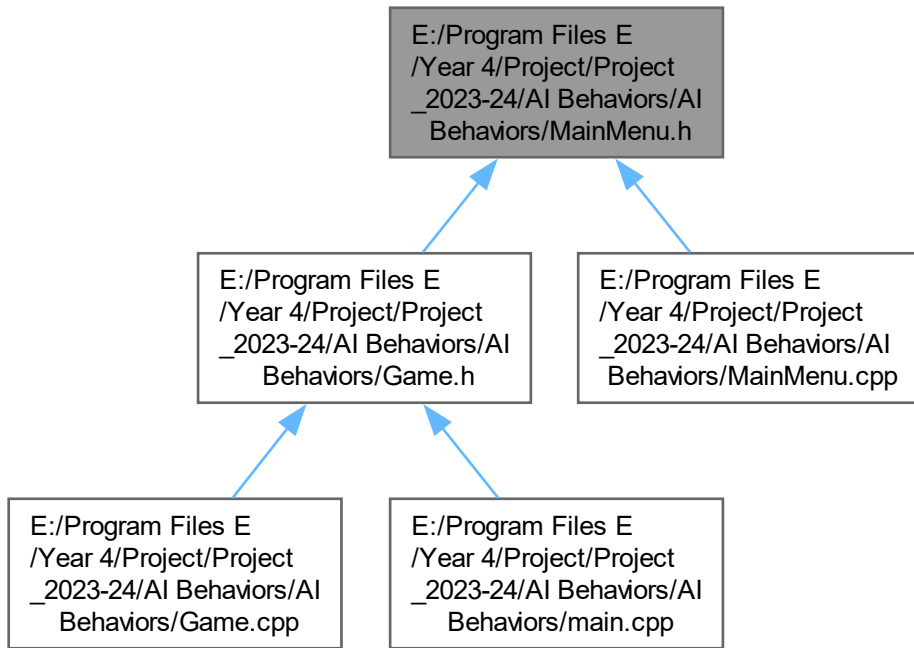 E:/Program Files E
/Year 4/Project/Project
_2023-24/AI Behaviors/AI
Behaviors/MainMenu.h
E:/Program Files E
/Year 4/Project/Project
_2023-24/AI Behaviors/AI
Behaviors/Game.h
E:/Program Files E
/Year 4/Project/Project
_2023-24/AI Behaviors/AI
Behaviors/MainMenu.cpp
E:/Program Files E
/Year 4/Project/Project
_2023-24/AI Behaviors/AI
Behaviors/Game.cpp
E:/Program Files E
/Year 4/Project/Project
_2023-24/AI Behaviors/AI
Behaviors/main.cpp